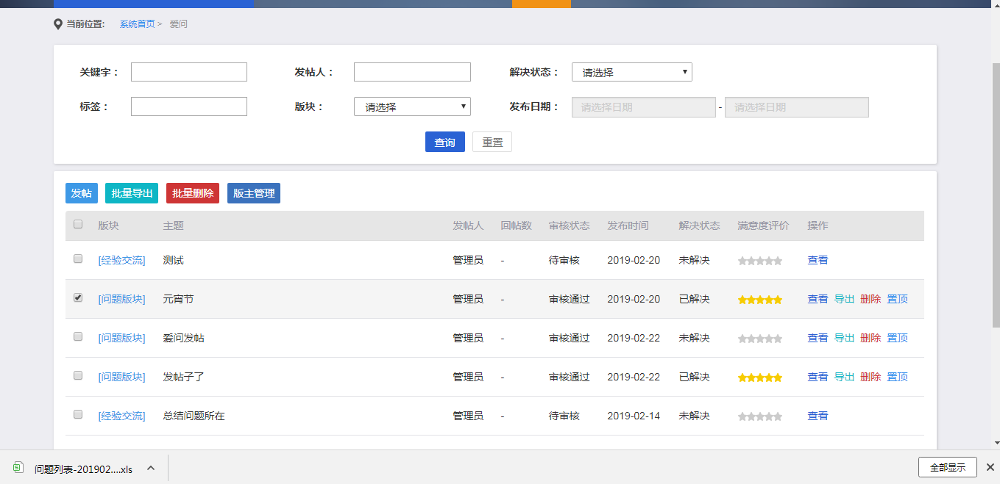 当前位置: 系统首页 > 爱问
关键字： 发帖人： 解决状态： 请选择
标签： 版块： 请选择 发布日期： 请选择日期 - 请选择日期
查询 重置
发帖 批量导出 批量删除 版主管理
版块 主题 发帖人 回帖数 审核状态 发布时间 解决状态 满意度评价 操作
[经验交流] 测试 管理员 - 待审核 2019-02-20 未解决 查看
[问题版块] 元宵节 管理员 - 审核通过 2019-02-20 已解决 查看 导出 删除 置顶
[问题版块] 爱问发帖 管理员 - 审核通过 2019-02-22 未解决 查看 导出 删除 置顶
[问题版块] 发帖子了 管理员 - 审核通过 2019-02-22 已解决 查看 导出 删除 置顶
[经验交流] 总结问题所在 管理员 - 待审核 2019-02-14 未解决 查看
问题列表-201902....xls 全部显示